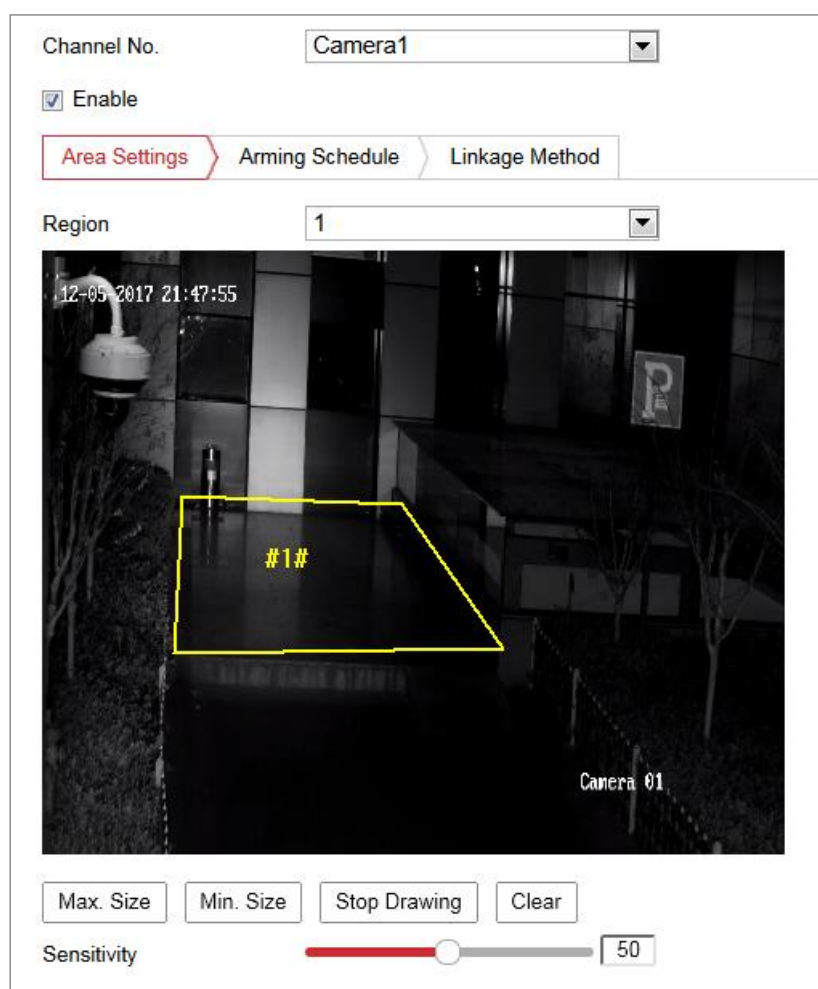 Channel No. Camera1
Enable
Area Settings Arming Schedule Linkage Method
Region 1
12-05-2017 21:47:55
P
#1#
Camera 01
Max. Size Min. Size Stop Drawing Clear
Sensitivity 50